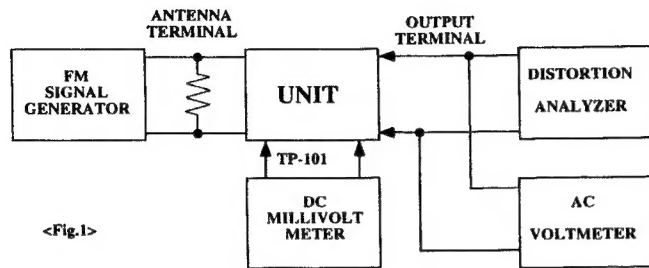 ANTENNA
TERMINAL
OUTPUT
TERMINAL
FM
SIGNAL
GENERATOR
UNIT
DISTORTION
ANALYZER
TP-101
DC
MILLIVOLT
METER
AC
VOLTMETER
<Fig.1>